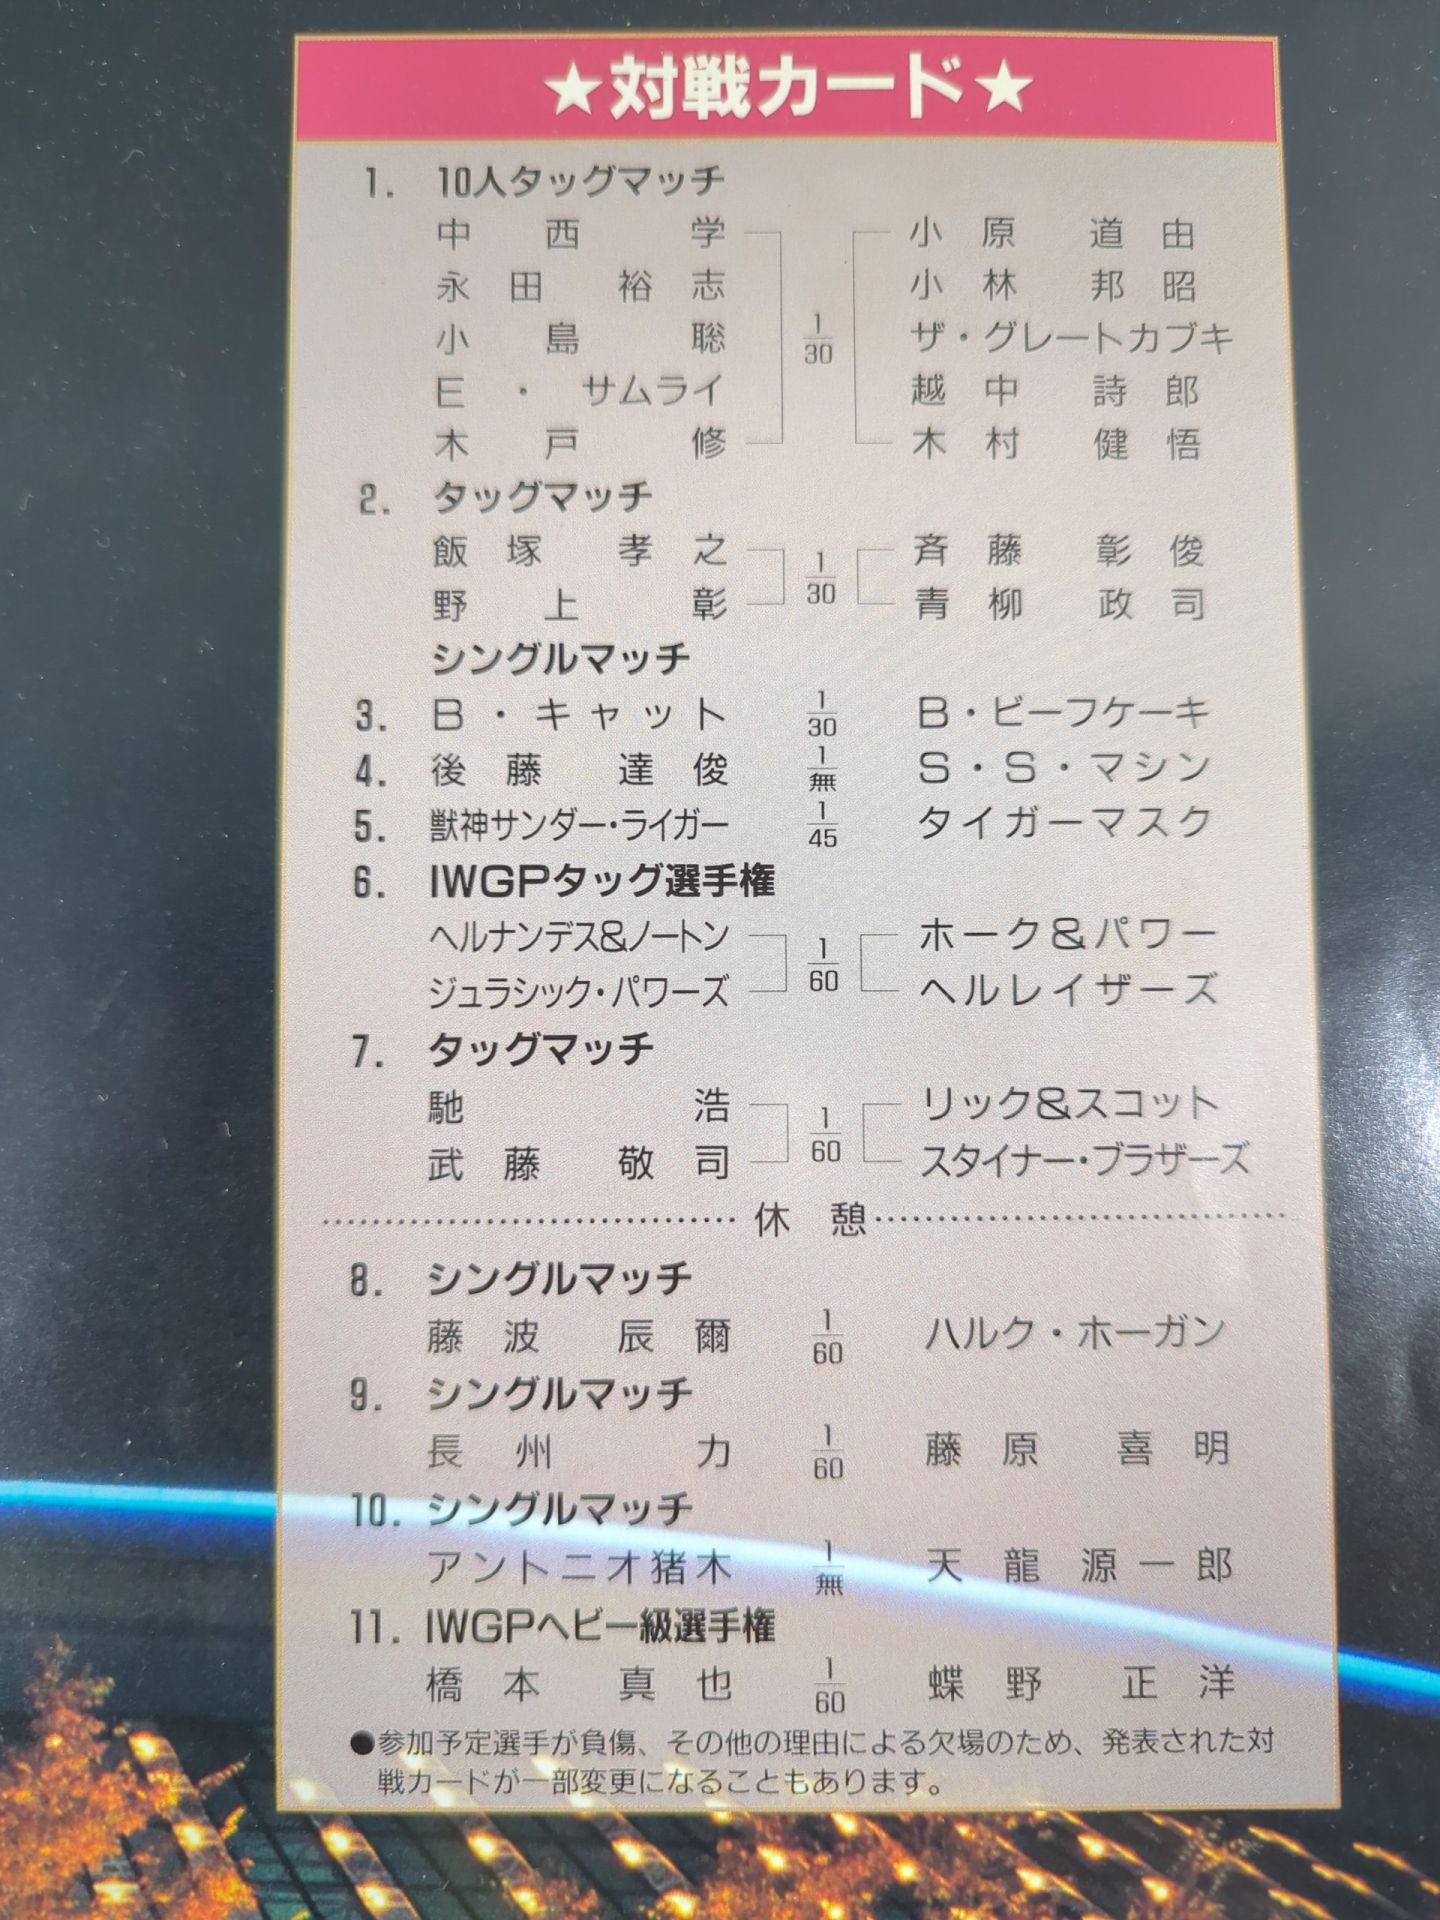 ★対戦カード★
1. 10人タッグマッチ
中西学 小原道由
永田裕志 小林邦昭
小島聡 1/30 ザ・グレートカブキ
E・サムライ 越中詩郎
木戸修 木村健悟
2. タッグマッチ
飯塚孝之 1/30 斉藤彰俊
野上彰 青柳政司
シングルマッチ
3. B・キャット 1/30 B・ビーフケーキ
4. 後藤達俊 1/無 S・S・マシン
5. 獣神サンダー・ライガー 1/45 タイガーマスク
6. IWGPタッグ選手権
ヘルナンデス&ノートン 1/60 ホーク&パワー
ジュラシック・パワーズ ヘルレイザーズ
7. タッグマッチ
馳浩 1/60 リック&スコット
武藤敬司 スタイナー・ブラザーズ
休憩
8. シングルマッチ
藤波辰爾 1/60 ハルク・ホーガン
9. シングルマッチ
長州力 1/60 藤原喜明
10. シングルマッチ
アントニオ猪木 1/無 天龍源一郎
11. IWGPヘビー級選手権
橋本真也 1/60 蝶野正洋
●参加予定選手が負傷、その他の理由による欠場のため、発表された対
戦カードが一部変更になることもあります。